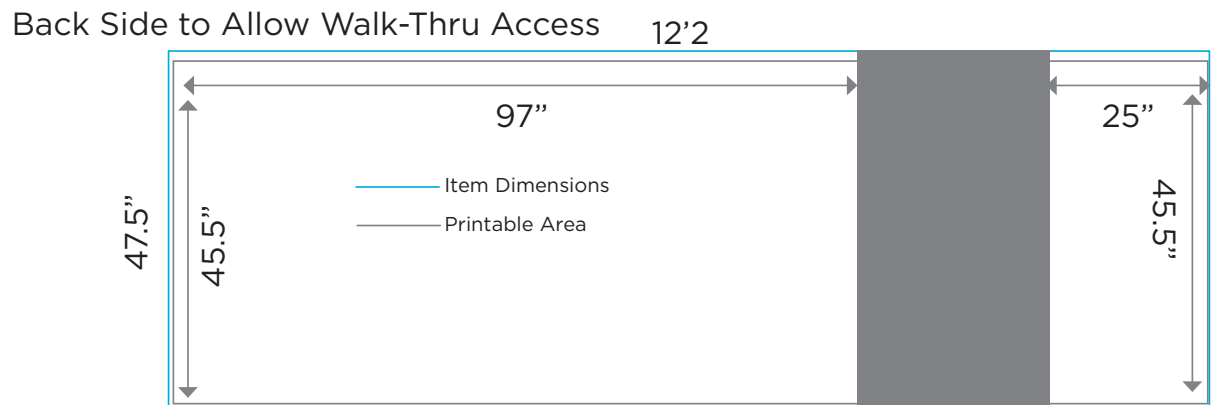 Back Side to Allow Walk-Thru Access
12’2
97”
25”
Item Dimensions
Printable Area
47.5”
45.5”
45.5”